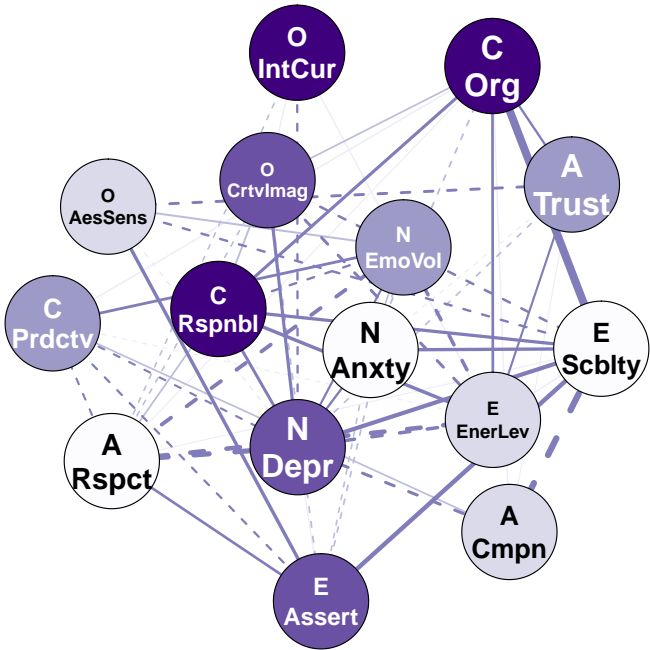 O
IntCur
C
Org
O
CrtvImag
A
Trust
O
AesSens
N
EmoVol
C
Prdctv
C
Rspnbl
N
Anxty
E
Scblty
A
Rspct
N
Depr
E
EnerLev
A
Cmpn
E
Assert